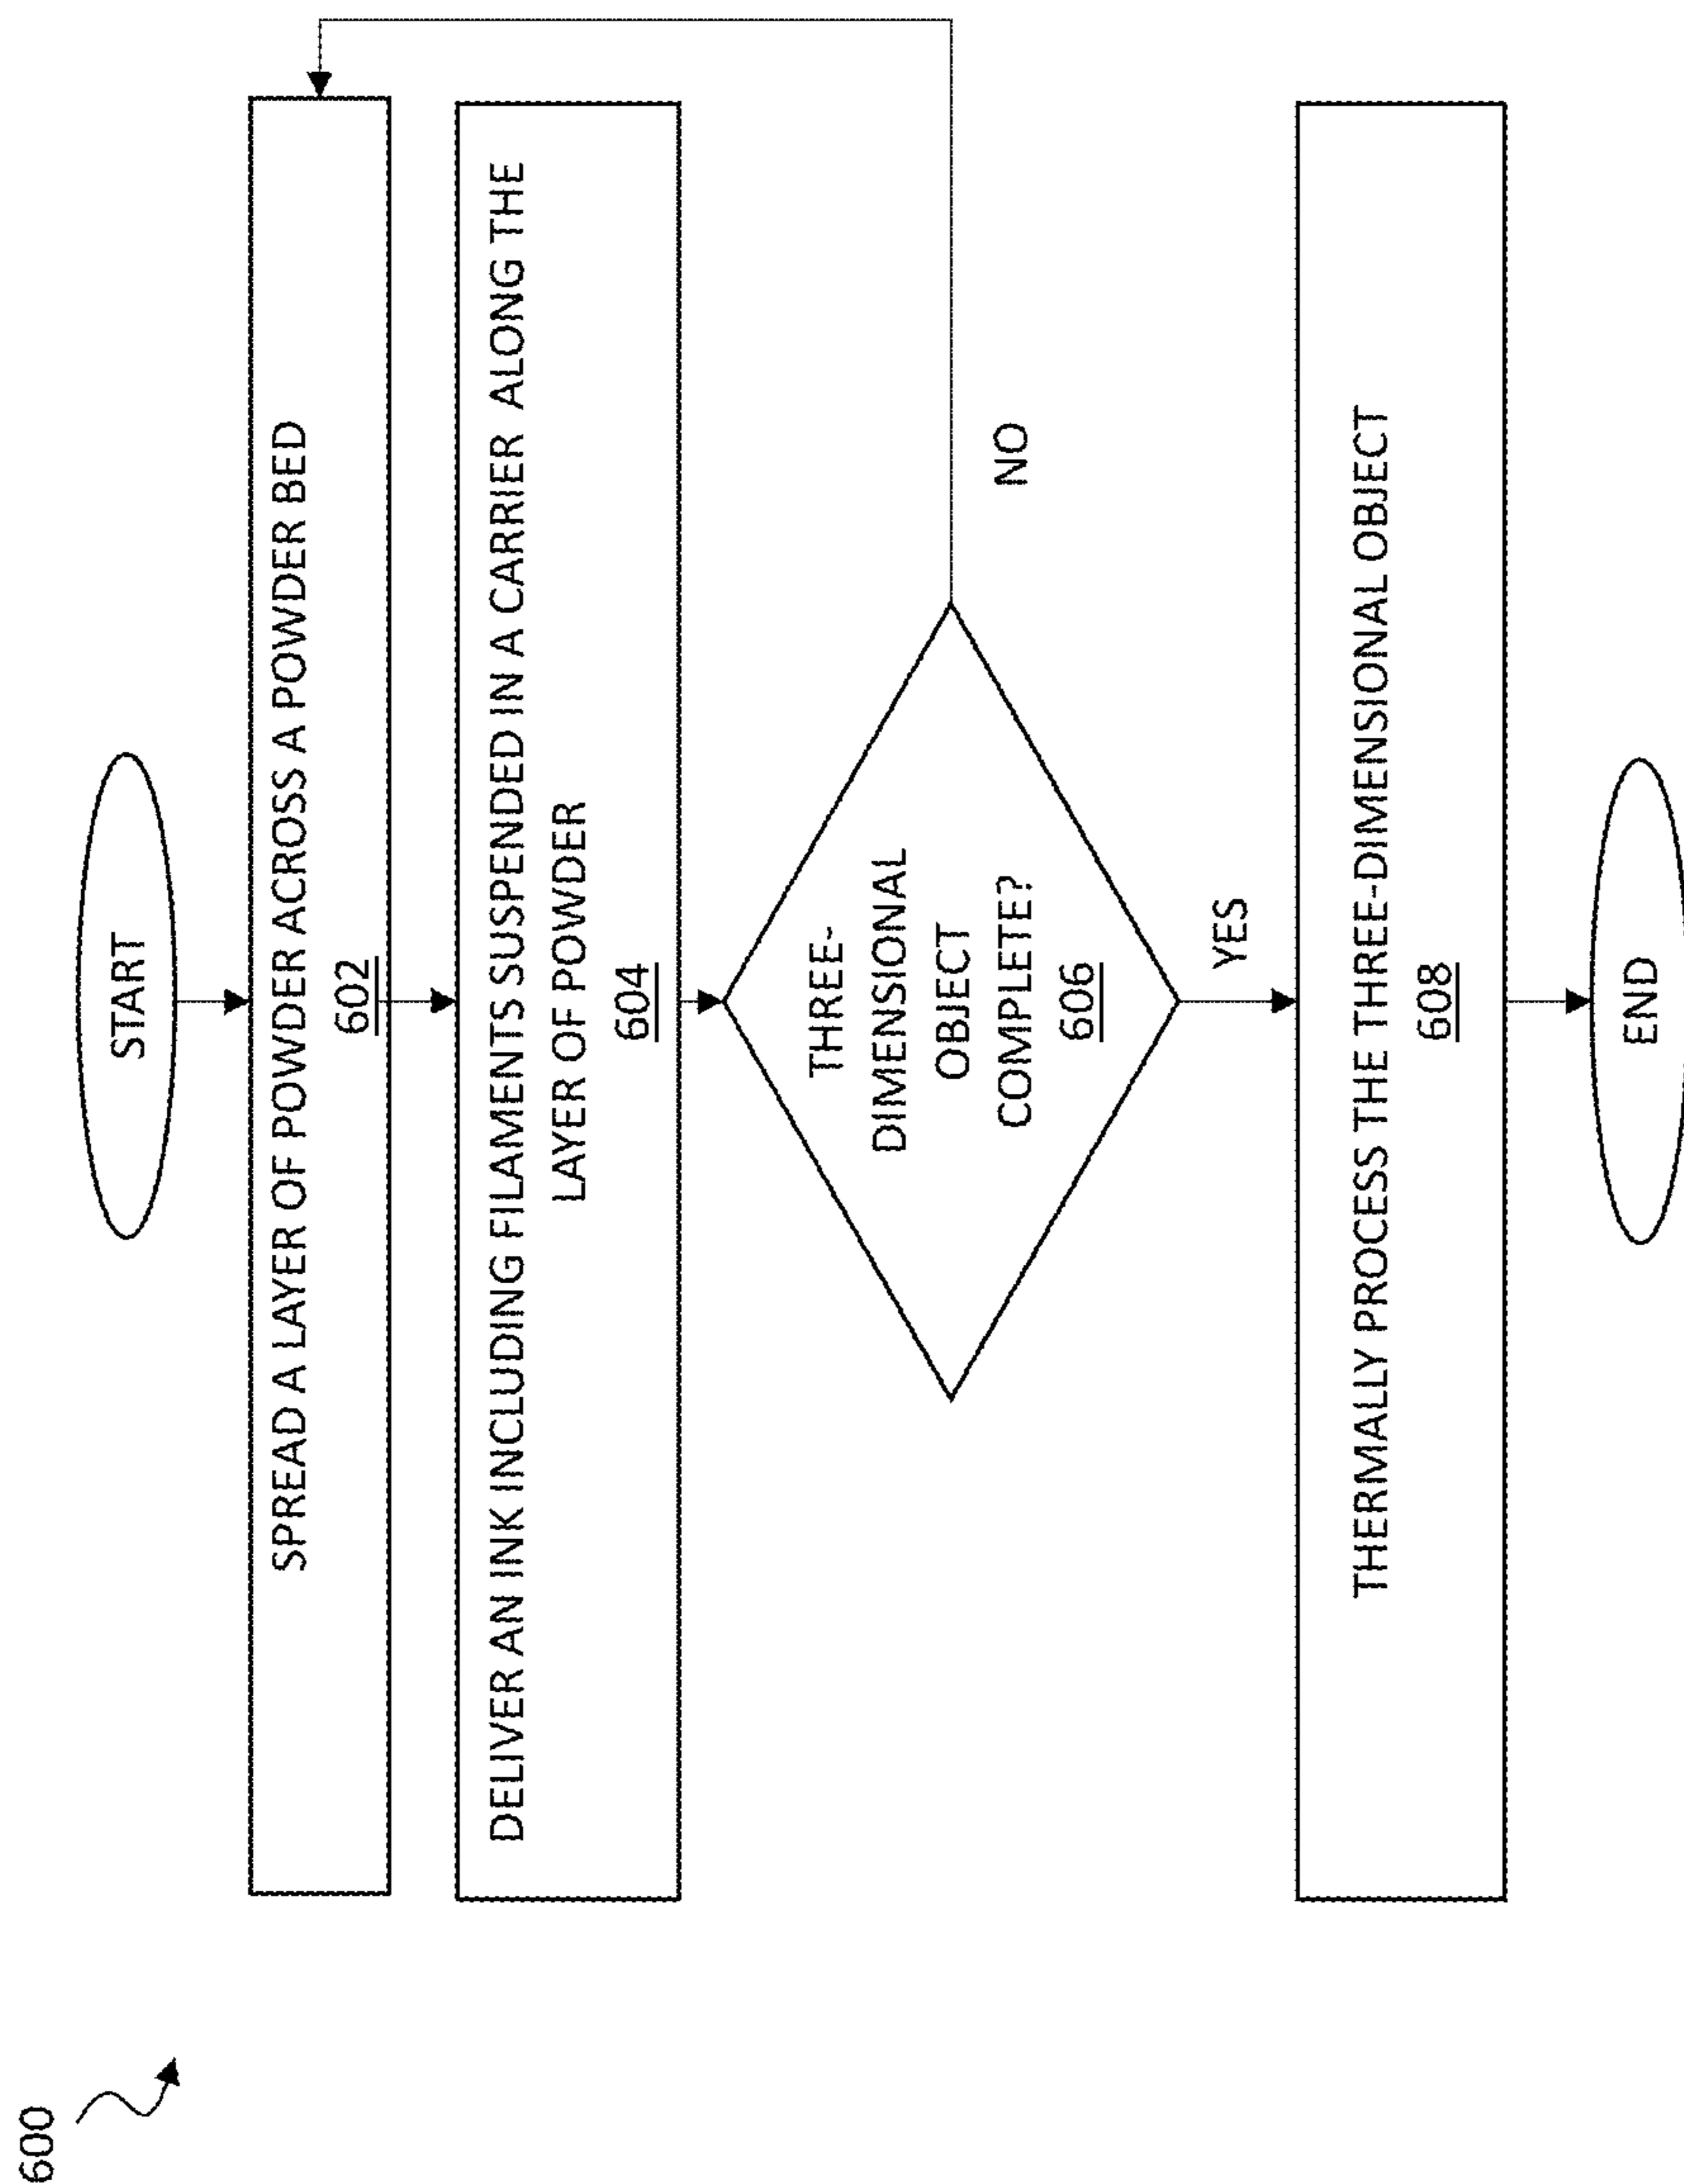 600
START
SPREAD A LAYER OF POWDER ACROSS A POWDER BED
602
DELIVER AN INK INCLUDING FILAMENTS SUSPENDED IN A CARRIER ALONG THE
LAYER OF POWDER
604
THREE-
DIMENSIONAL
OBJECT
COMPLETE?
606
NO
YES
THERMALLY PROCESS THE THREE-DIMENSIONAL OBJECT
608
END